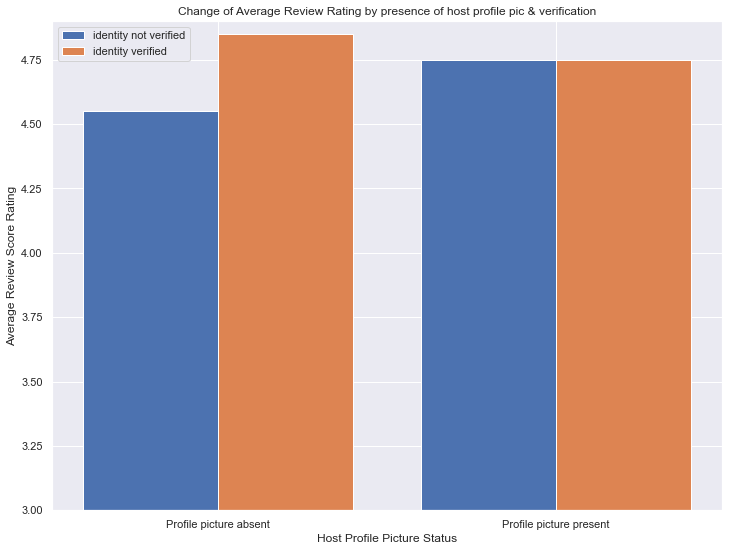 Change of Average Review Rating by presence of host profile pic & verification
identity not verified
identity verified
4.75
4.50
4.25
4.00
3.75
3.50
3.25
3.00
Average Review Score Rating
Profile picture absent
Profile picture present
Host Profile Picture Status